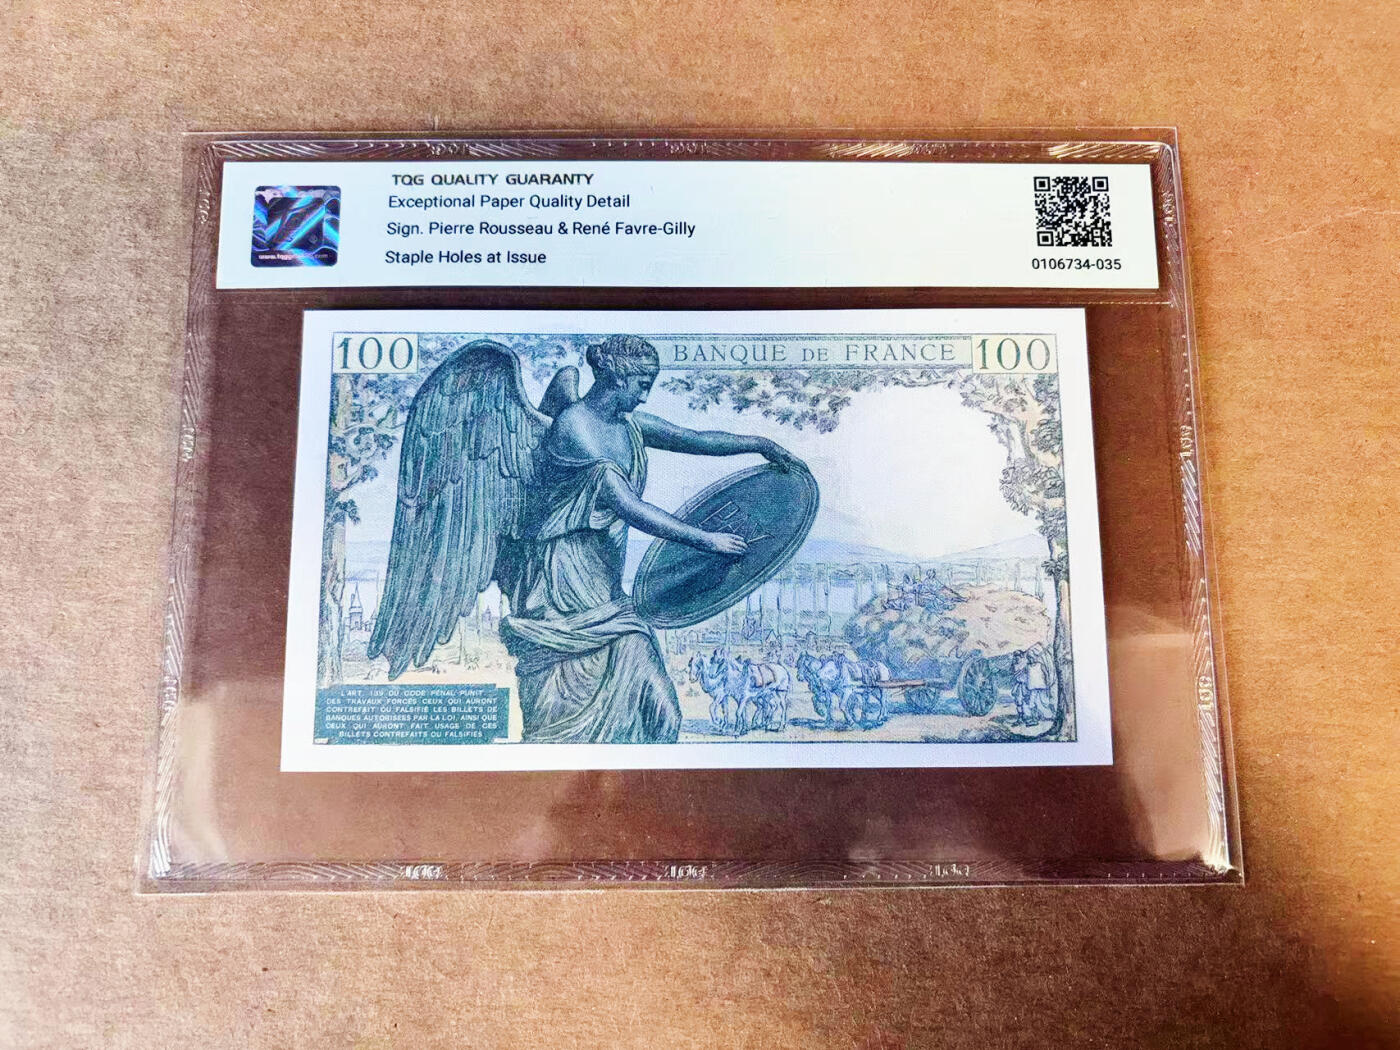 TQG QUALITY GUARANTY
Exceptional Paper Quality Detail
Sign. Pierre Rousseau & René Favre-Gilly
Staple Holes at Issue
0106734-035
100
BANQUE DE FRANCE
100
L'ART. 139 DU CODE PÉNAL PUNIT
DES TRAVAUX FORCÉS CEUX QUI AURONT
CONTREFAIT OU FALSIFIÉ LES BILLETS DE
BANQUES AUTORISÉES PAR LA LOI, AINSI QUE
CEUX QUI AURONT FAIT USAGE DE CES
BILLETS CONTREFAITS OU FALSIFIÉS